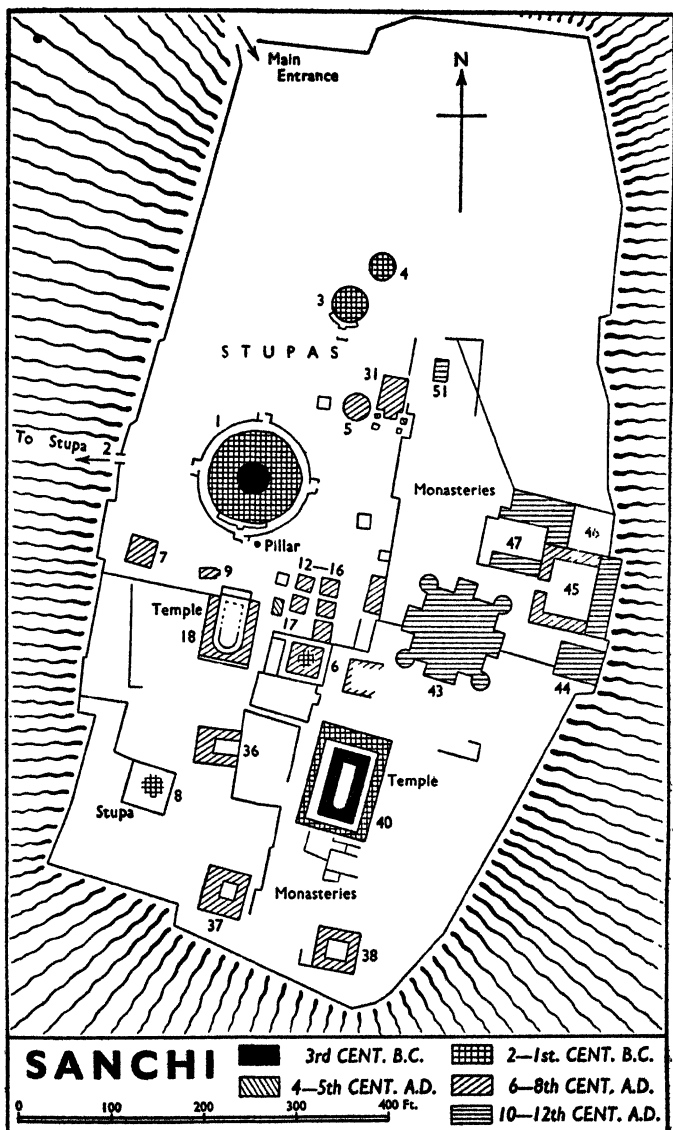 Main
Entrance
N
4
3
STUPAS
31
51
5
1
To Stupa 2
Monasteries
46
47
Pillar
7
9
12—16
45
Temple
17
18
6
43
44
36
Temple
8
Stupa
40
Monasteries
37
38
SANCHI
3rd CENT. B.C.
2—1st. CENT. B.C.
4—5th CENT. A.D.
6—8th CENT. A.D.
10—12th CENT. A.D.
0 100 200 300 400 Ft.